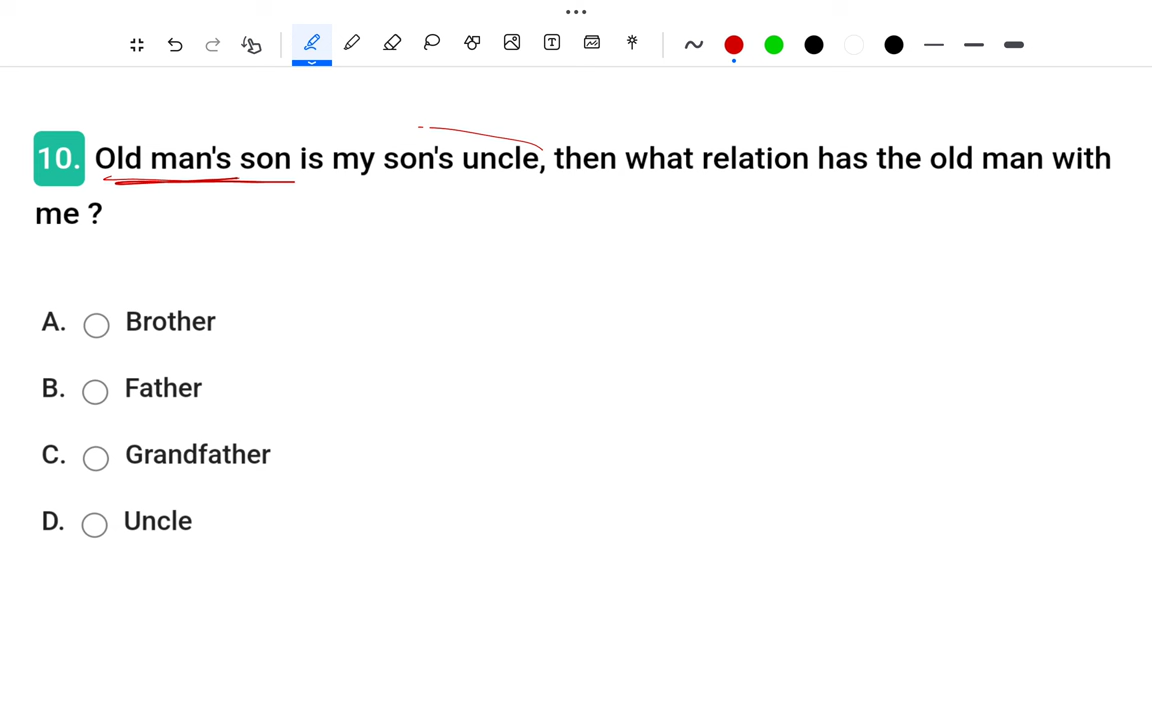 10. Old man's son is my son's uncle, then what relation has the old man with
me ?
A. Brother
B. Father
C. Grandfather
D. Uncle